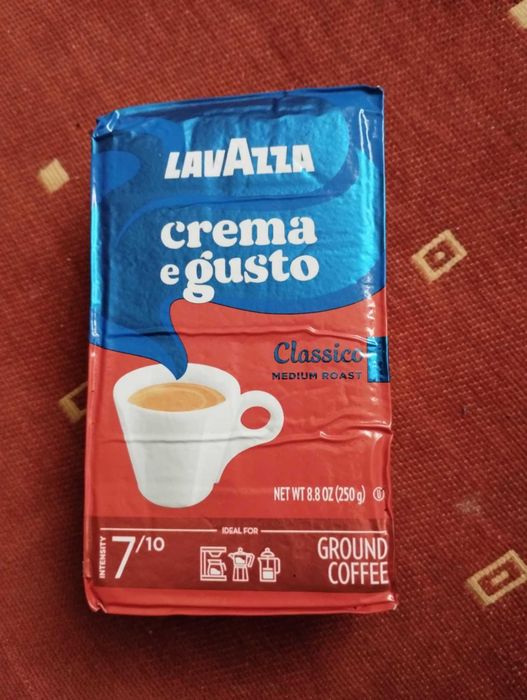 LAVAZZA
crema
e gusto
Classico
MEDIUM ROAST
NET WT 8.8 OZ (250 g)
INTENSITY
7/10
IDEAL FOR
GROUND
COFFEE